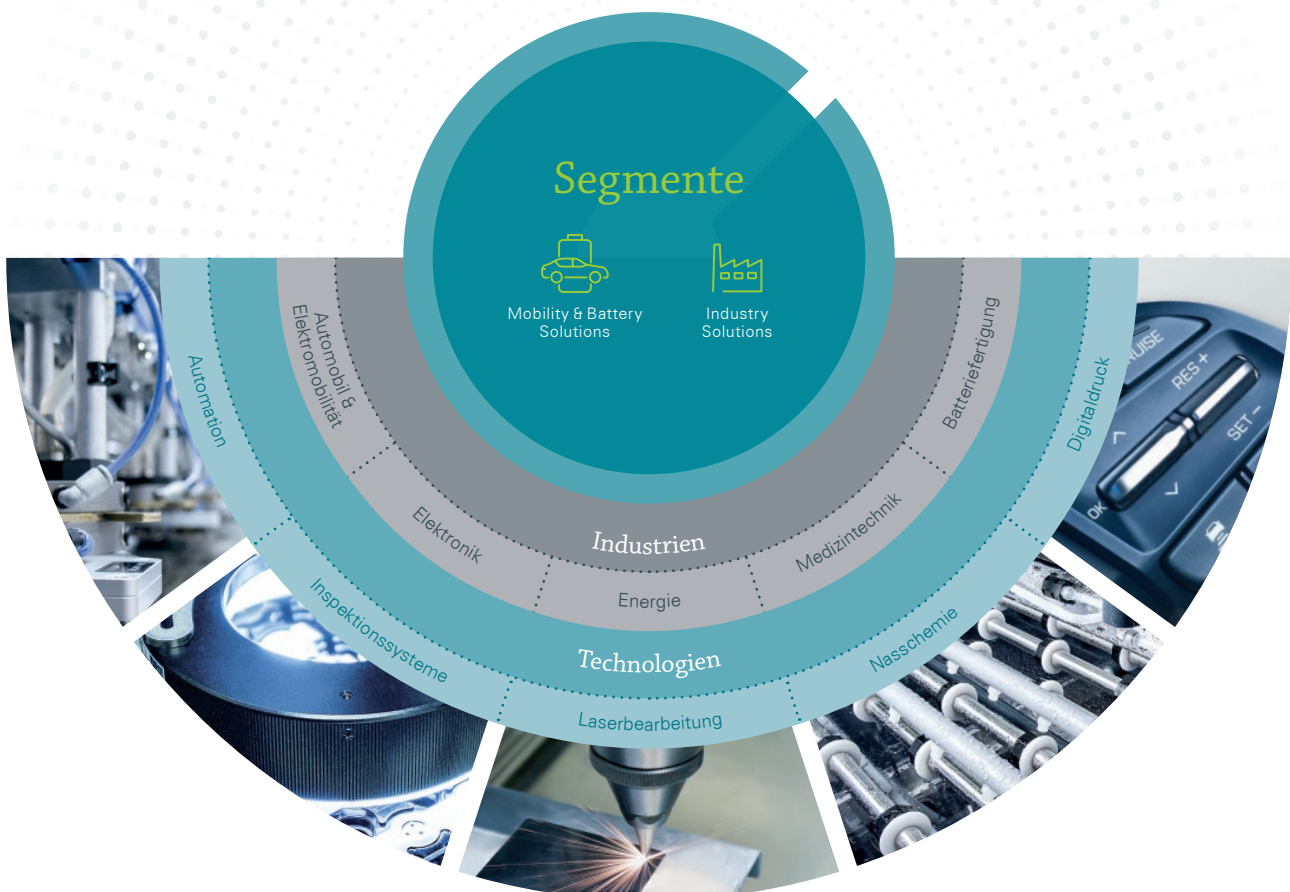 Segmente
Mobility & Battery
Solutions
Industry
Solutions
Automobil &
Elektromobilität
Elektronik
Energie
Medizintechnik
Batteriefertigung
Industrien
Automation
Inspektionssysteme
Laserbearbeitung
Nasschemie
Digitaldruck
Technologien
RES +
SET –
OK